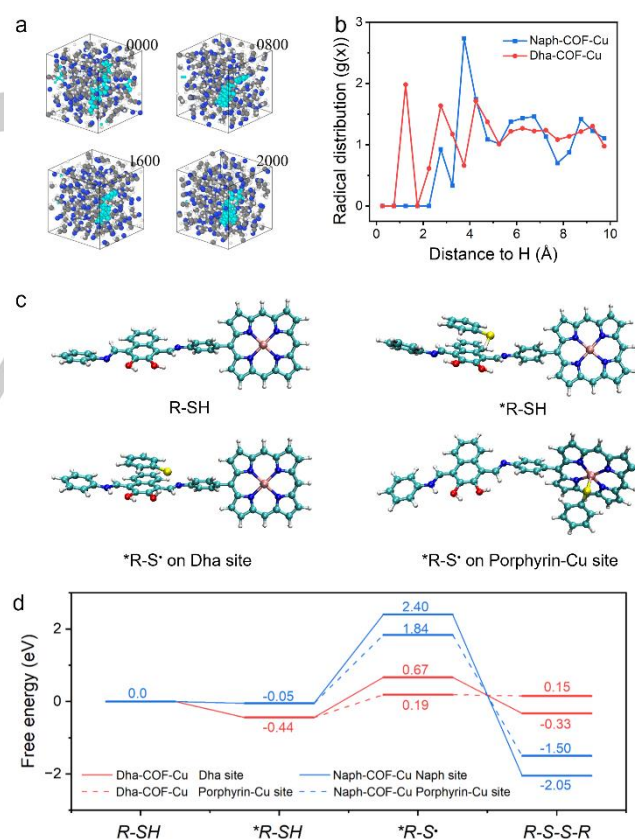 a
0000
0800
1600
2000
b
Radical distribution (g(x))
3
2
1
0
0
2
4
6
8
10
Distance to H (Å)
Naph-COF-Cu
Dha-COF-Cu
c
R-SH
*R-SH
*R-S· on Dha site
*R-S· on Porphyrin-Cu site
d
Free energy (eV)
2
0
−2
0.0
-0.05
-0.44
2.40
1.84
0.67
0.19
0.15
-0.33
-1.50
-2.05
Dha-COF-Cu Dha site
Dha-COF-Cu Porphyrin-Cu site
Naph-COF-Cu Naph site
Naph-COF-Cu Porphyrin-Cu site
R-SH
*R-SH
*R-S·
R-S-S-R